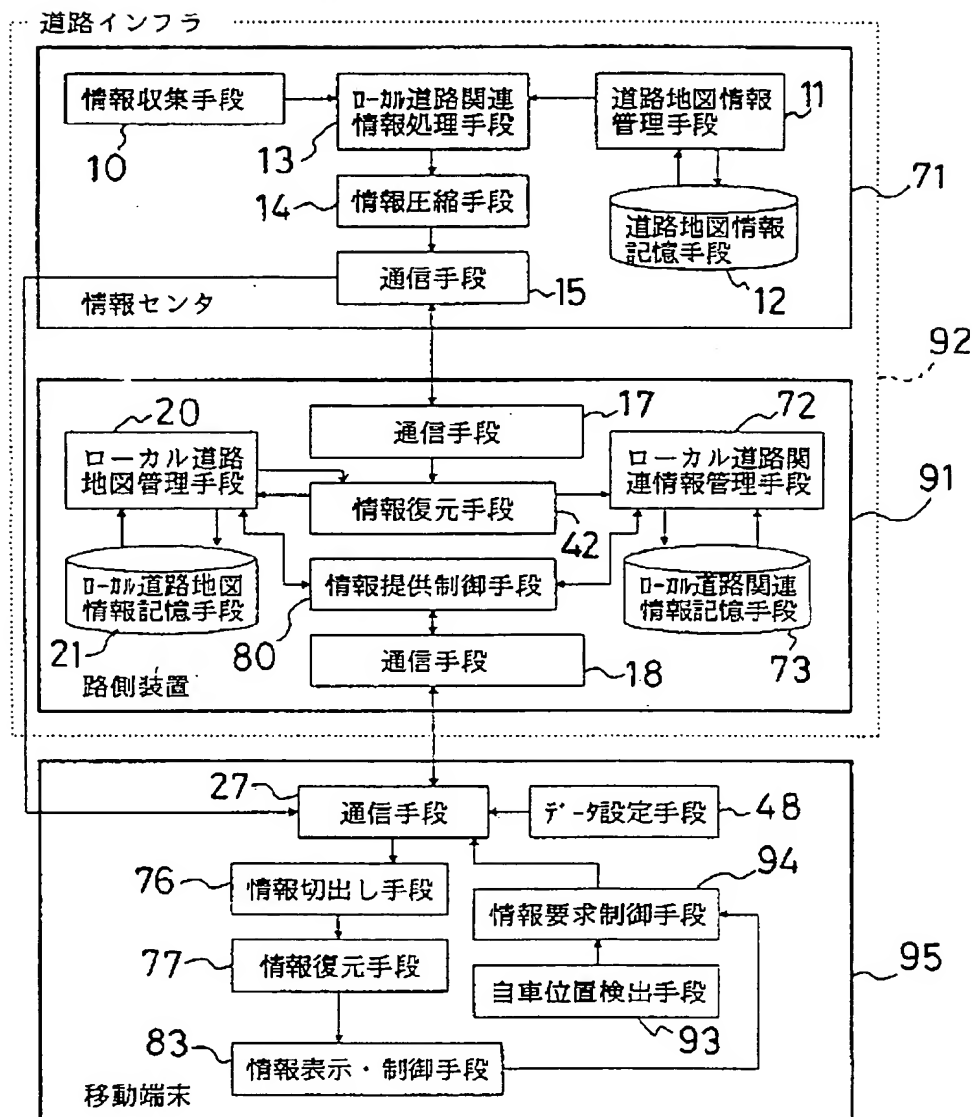 道路インフラ
情報収集手段
10
ローカル道路関連
情報処理手段
13
道路地図情報
管理手段
11
71
情報圧縮手段
14
道路地図情報
記憶手段
12
通信手段
15
情報センタ
92
通信手段
17
20
ローカル道路
地図管理手段
72
ローカル道路関
連情報管理手段
91
情報復元手段
42
ローカル道路地図
情報記憶手段
21
情報提供制御手段
80
ローカル道路関連
情報記憶手段
73
通信手段
18
路側装置
27
通信手段
データ設定手段
48
94
76
情報切出し手段
情報要求制御手段
77
情報復元手段
自車位置検出手段
93
95
83
情報表示・制御手段
移動端末